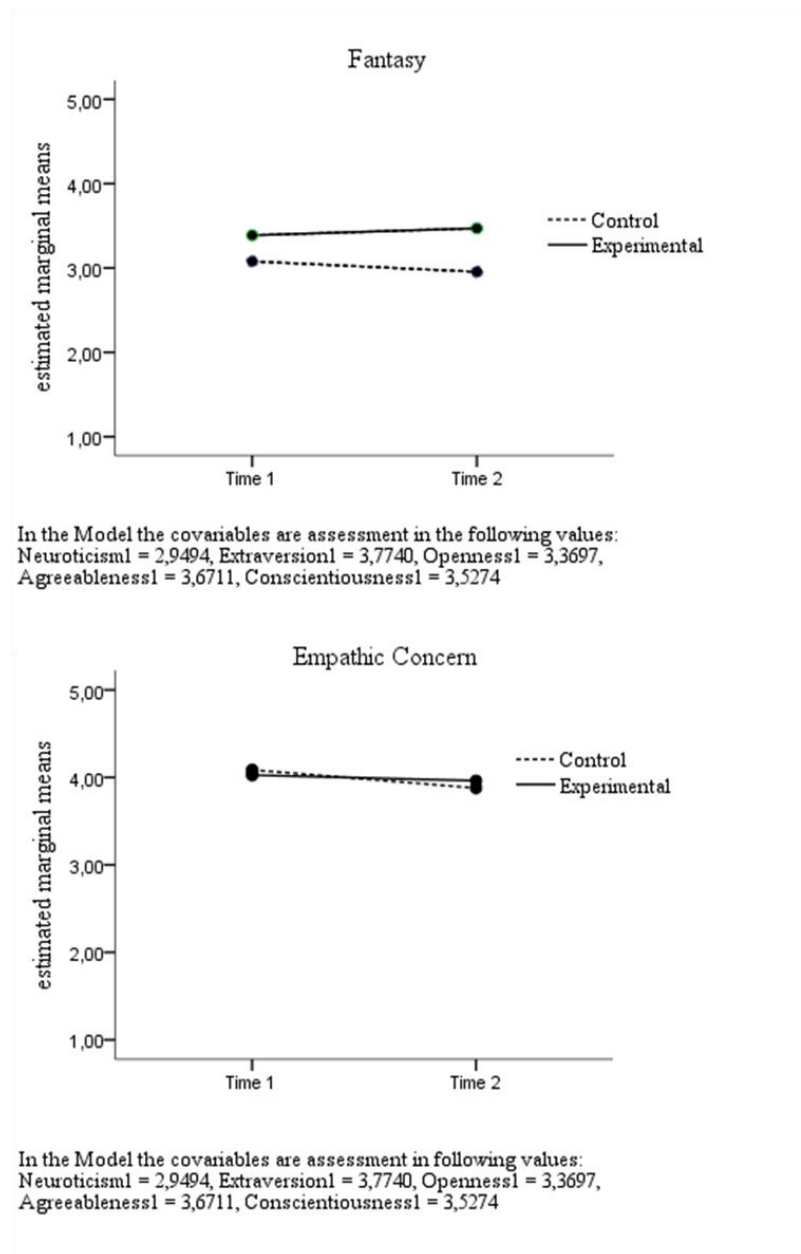 Fantasy
5,00
4,00
3,00
2,00
1,00
estimated marginal means
Control
Experimental
Time 1
Time 2
In the Model the covariables are assessment in the following values:
Neuroticism1 = 2,9494, Extraversion1 = 3,7740, Openness1 = 3,3697,
Agreeableness1 = 3,6711, Conscientiousness1 = 3,5274
Empathic Concern
5,00
4,00
3,00
2,00
1,00
estimated marginal means
Control
Experimental
Time 1
Time 2
In the Model the covariables are assessment in following values:
Neuroticism1 = 2,9494, Extraversion1 = 3,7740, Openness1 = 3,3697,
Agreeableness1 = 3,6711, Conscientiousness1 = 3,5274